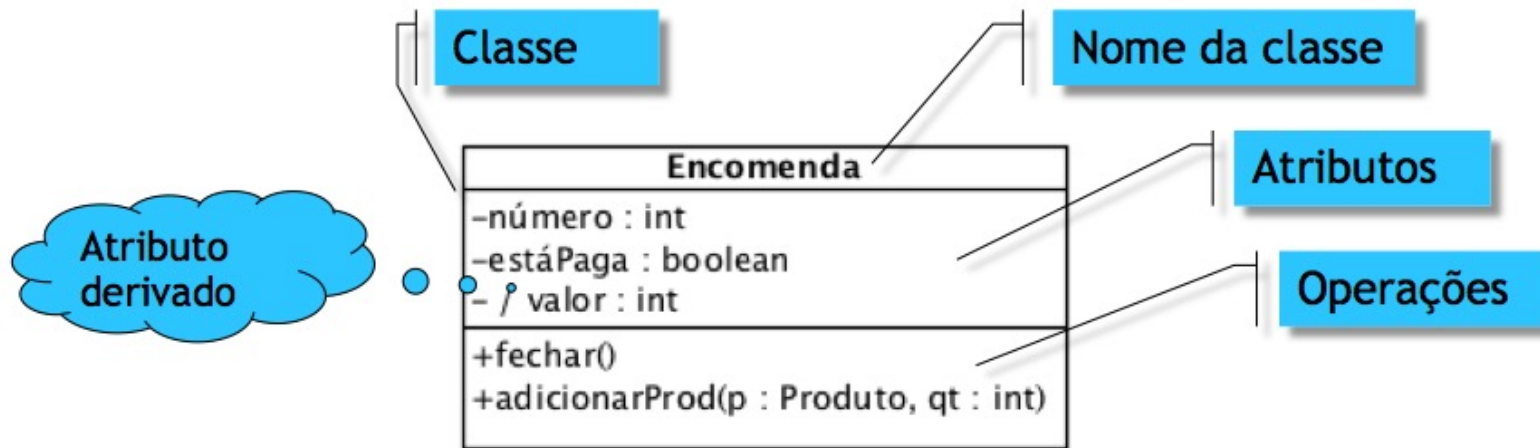 Classe
Nome da classe
Encomenda
Atributos
-número : int
-estáPaga : boolean
- / valor : int
Atributo
derivado
Operações
+fechar()
+adicionarProd(p : Produto, qt : int)